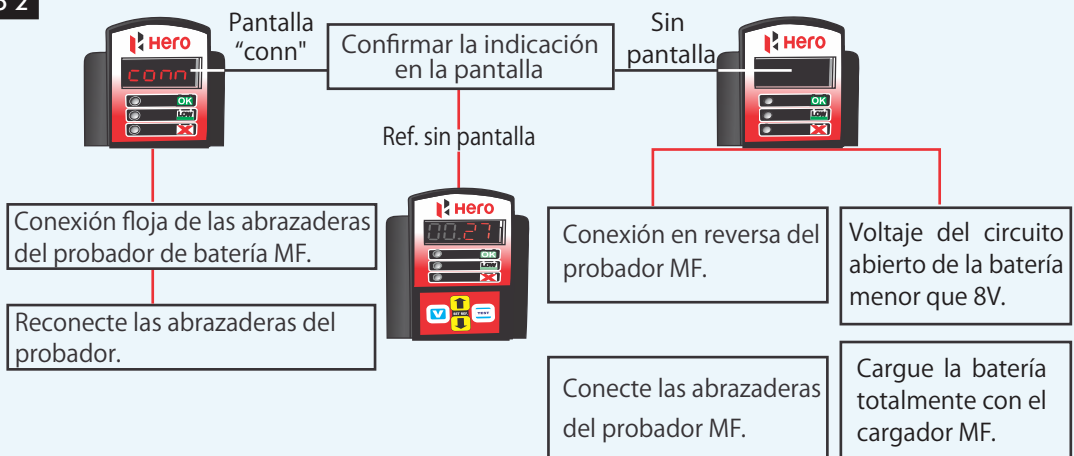 Pantalla
“conn"
Confirmar la indicación
en la pantalla
Sin
pantalla
Hero
conn
OK
LOW
Hero
OK
LOW
Ref. sin pantalla
Hero
00.27
OK
LOW
V
SET REF.
TEST
Conexión floja de las abrazaderas
del probador de batería MF.
Reconecte las abrazaderas del
probador.
Conexión en reversa del
probador MF.
Voltaje del circuito
abierto de la batería
menor que 8V.
Conecte las abrazaderas
del probador MF.
Cargue la batería
totalmente con el
cargador MF.